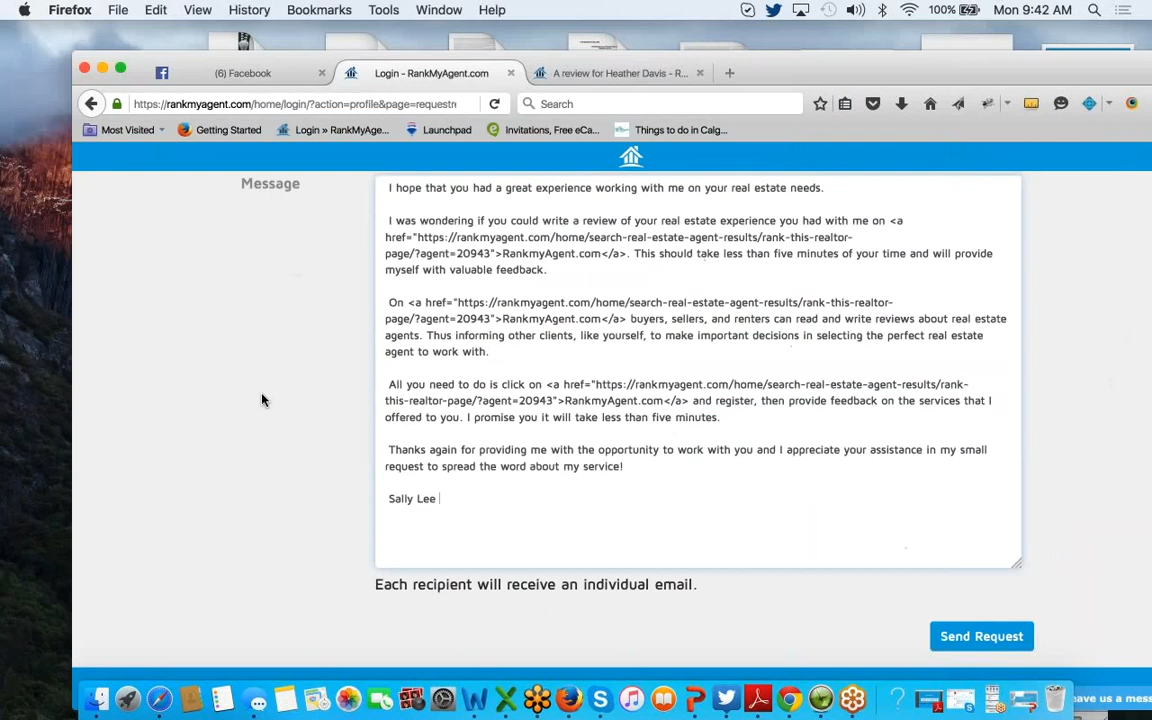 Firefox File Edit View History Bookmarks Tools Window Help 100% Mon 9:42 AM
(6) Facebook Login - RankMyAgent.com A review for Heather Davis - R...
https://rankmyagent.com/home/login/?action=profile&page=requestr Search
Most Visited Getting Started Login » RankMyAge... Launchpad Invitations, Free eCa... Things to do in Calg...
Message
I hope that you had a great experience working with me on your real estate needs.
I was wondering if you could write a review of your real estate experience you had with me on <a
href="https://rankmyagent.com/home/search-real-estate-agent-results/rank-this-realtor-
page/?agent=20943">RankmyAgent.com</a>. This should take less than five minutes of your time and will provide
myself with valuable feedback.
On <a href="https://rankmyagent.com/home/search-real-estate-agent-results/rank-this-realtor-
page/?agent=20943">RankmyAgent.com</a> buyers, sellers, and renters can read and write reviews about real estate
agents. Thus informing other clients, like yourself, to make important decisions in selecting the perfect real estate
agent to work with.
All you need to do is click on <a href="https://rankmyagent.com/home/search-real-estate-agent-results/rank-
this-realtor-page/?agent=20943">RankmyAgent.com</a> and register, then provide feedback on the services that I
offered to you. I promise you it will take less than five minutes.
Thanks again for providing me with the opportunity to work with you and I appreciate your assistance in my small
request to spread the word about my service!
Sally Lee
Each recipient will receive an individual email.
Send Request
eave us a mess